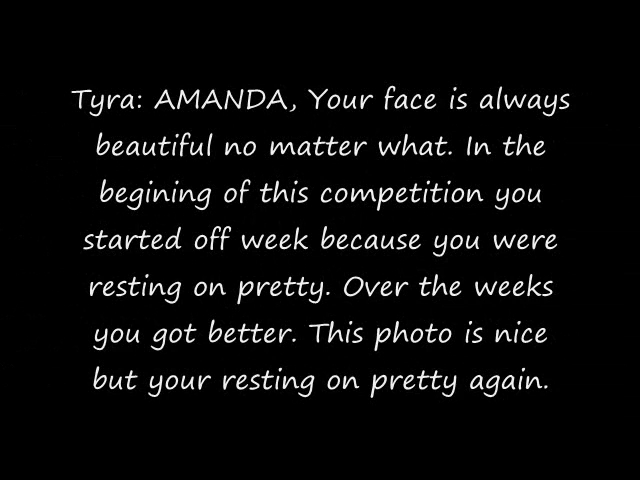 Tyra: AMANDA, Your face is always
beautiful no matter what. In the
begining of this competition you
started off week because you were
resting on pretty. Over the weeks
you got better. This photo is nice
but your resting on pretty again.